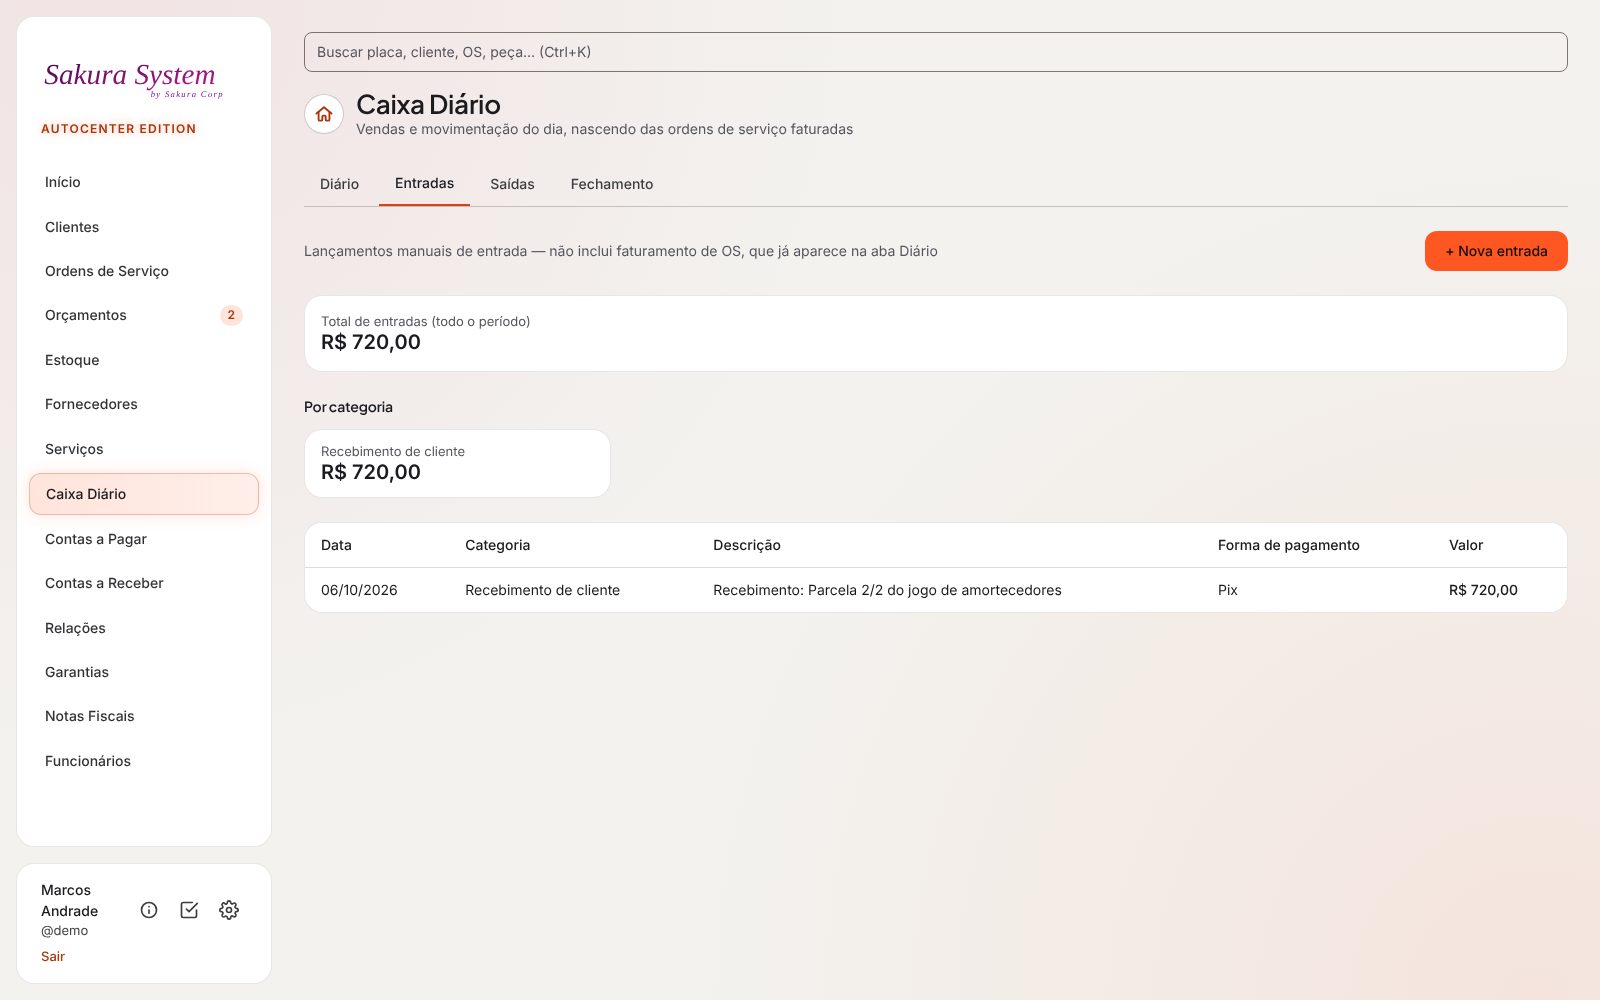 Sakura System
by Sakura Corp
AUTOCENTER EDITION
Início
Clientes
Ordens de Serviço
Orçamentos 2
Estoque
Fornecedores
Serviços
Caixa Diário
Contas a Pagar
Contas a Receber
Relações
Garantias
Notas Fiscais
Funcionários
Marcos
Andrade
@demo
Sair
Buscar placa, cliente, OS, peça... (Ctrl+K)
Caixa Diário
Vendas e movimentação do dia, nascendo das ordens de serviço faturadas
Diário Entradas Saídas Fechamento
Lançamentos manuais de entrada — não inclui faturamento de OS, que já aparece na aba Diário + Nova entrada
Total de entradas (todo o período)
R$ 720,00
Por categoria
Recebimento de cliente
R$ 720,00
Data Categoria Descrição Forma de pagamento Valor
06/10/2026 Recebimento de cliente Recebimento: Parcela 2/2 do jogo de amortecedores Pix R$ 720,00